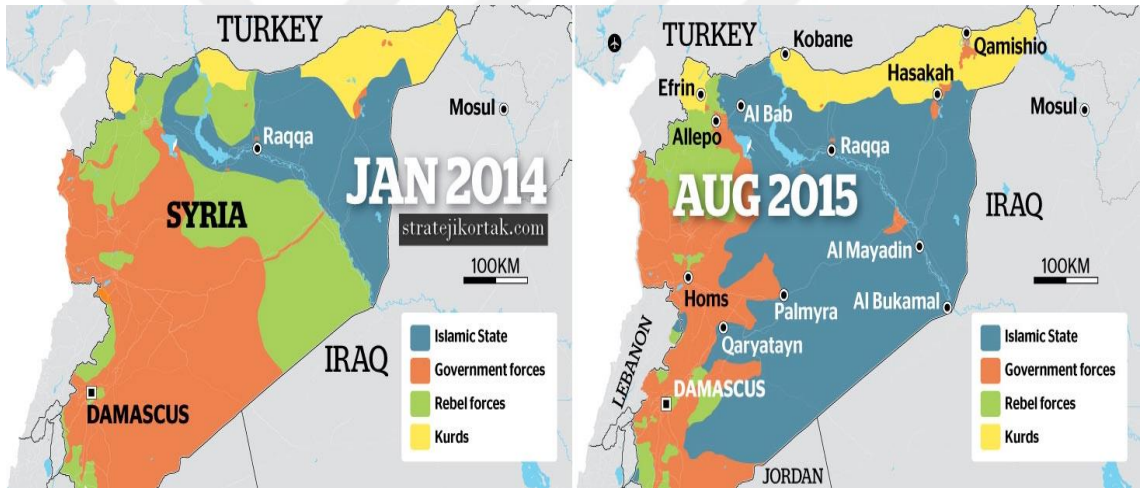 TURKEY
Mosul
Raqqa
JAN 2014
SYRIA
stratejikortak.com
100KM
IRAQ
DAMASCUS
Islamic State
Government forces
Rebel forces
Kurds
TURKEY
Kobane
Qamishio
Hasakah
Efrin
Al Bab
Mosul
Allepo
Raqqa
AUG 2015
IRAQ
Al Mayadin
100KM
Homs
Palmyra
Al Bukamal
Qaryatayn
LEBANON
DAMASCUS
JORDAN
Islamic State
Government forces
Rebel forces
Kurds